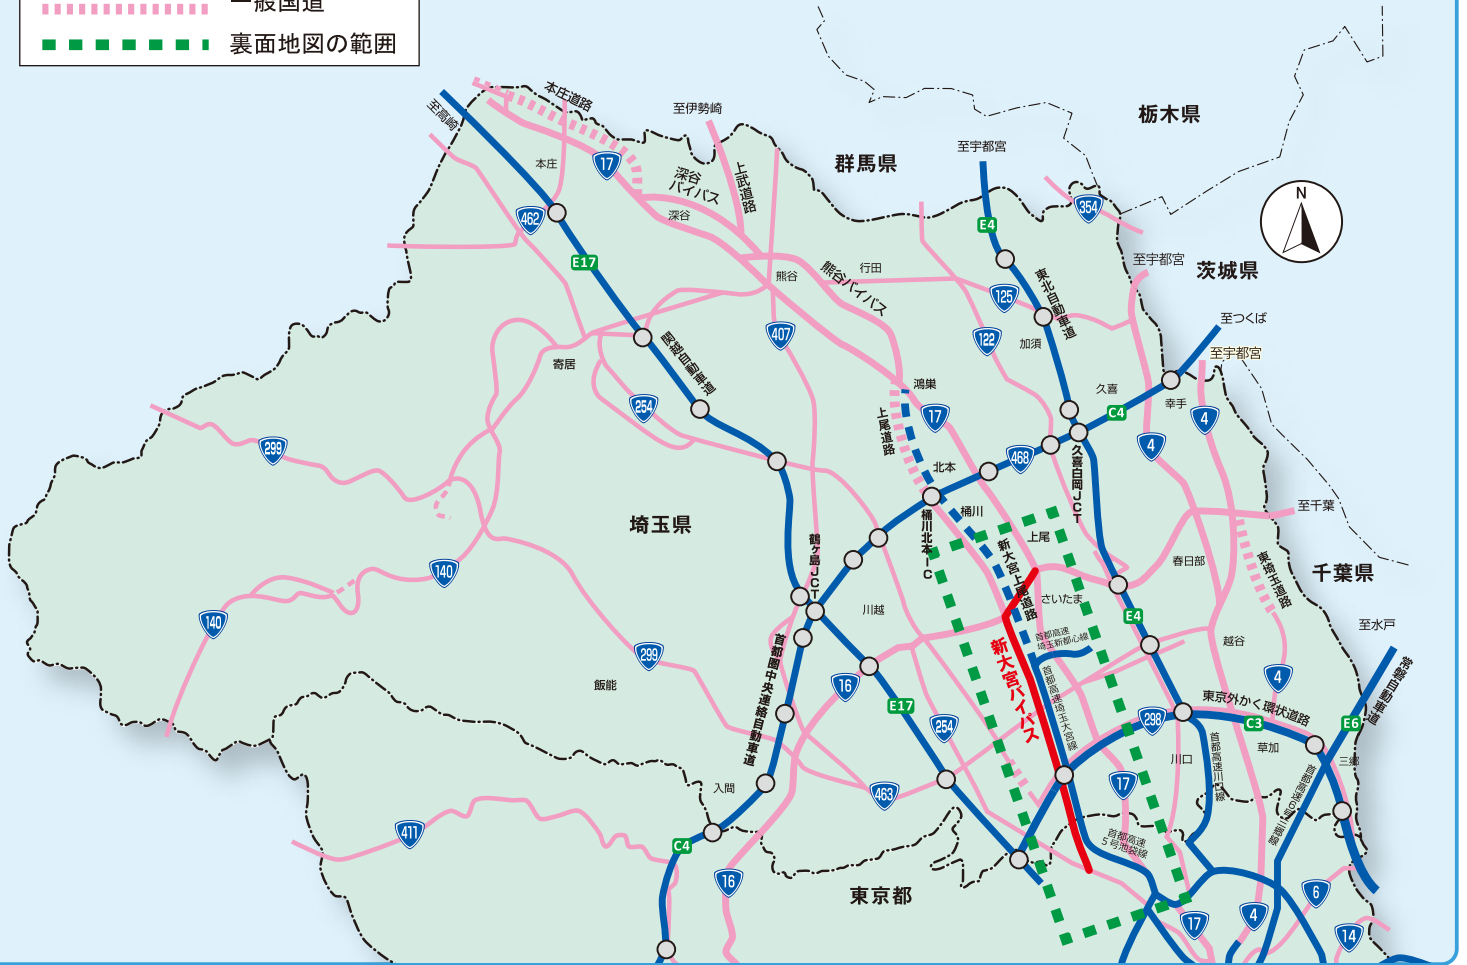 一般国道
裏面地図の範囲
至高崎
本庄道路
至伊勢崎
栃木県
群馬県
至宇都宮
本庄
17
深谷
バイパス
上武道路
354
N
462
深谷
E4
E17
至宇都宮
茨城県
熊谷
熊谷バイパス
行田
125
東北自動車道
407
122
加須
至つくば
至宇都宮
関越自動車道
寄居
254
鴻巣
久喜
幸手
C4
上尾道路
17
4
4
299
北本
468
久喜白岡JCT
埼玉県
桶川北本IC
桶川
至千葉
鶴ヶ島JCT
新大宮上尾道路
上尾
春日部
東埼玉道路
千葉県
140
140
川越
さいたま
E4
至水戸
首都高速
埼玉新都心線
越谷
299
飯能
首都圏中央連絡自動車道
新大宮バイパス
首都高速埼玉大宮線
4
常磐自動車道
16
E17
254
298
東京外かく環状道路
C3
E6
川口
首都高速川口線
草加
三郷
入間
463
17
首都高速6号三郷線
411
首都高速
5号池袋線
C4
16
東京都
6
17
4
14